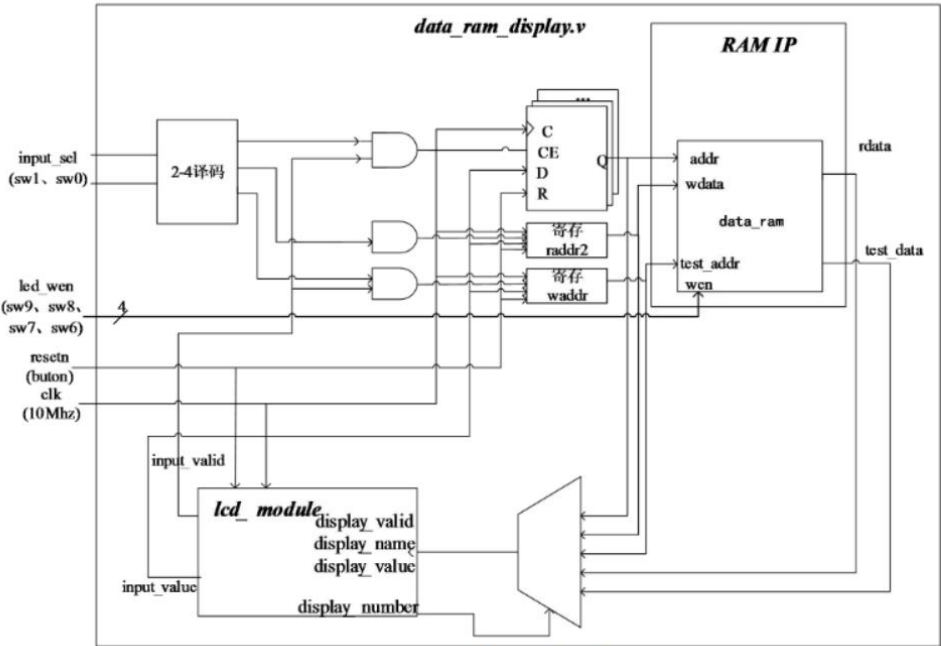 data_ram_display.v
RAM IP
input_sel
(sw1、sw0)
2-4译码
...
C
CE
D
R
Q
addr
wdata
data_ram
test_addr
wen
rdata
test_data
寄存
raddr2
寄存
waddr
led_wen
(sw9、sw8、
sw7、sw6)
4
resetn
(buton)
clk
(10Mhz)
input_valid
lcd_ module
display_valid
display_name
display_value
input_value
display_number